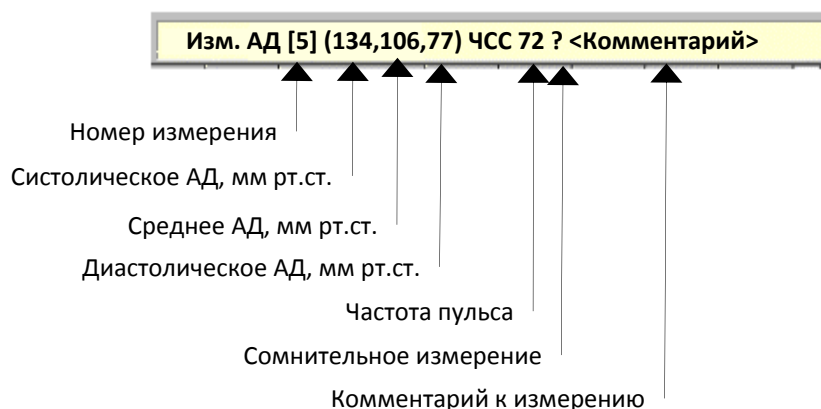 Изм. АД [5] (134,106,77) ЧСС 72 ? <Комментарий>
Номер измерения
Систолическое АД, мм рт.ст.
Среднее АД, мм рт.ст.
Диастолическое АД, мм рт.ст.
Частота пульса
Сомнительное измерение
Комментарий к измерению